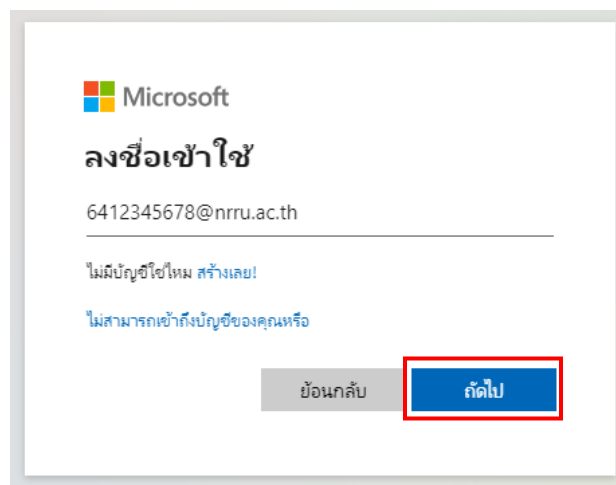 Microsoft
ลงชื่อเข้าใช้
6412345678@nrru.ac.th
ไม่มีบัญชีใช่ไหม สร้างเลย!
ไม่สามารถเข้าถึงบัญชีของคุณหรือ
ย้อนกลับ ถัดไป